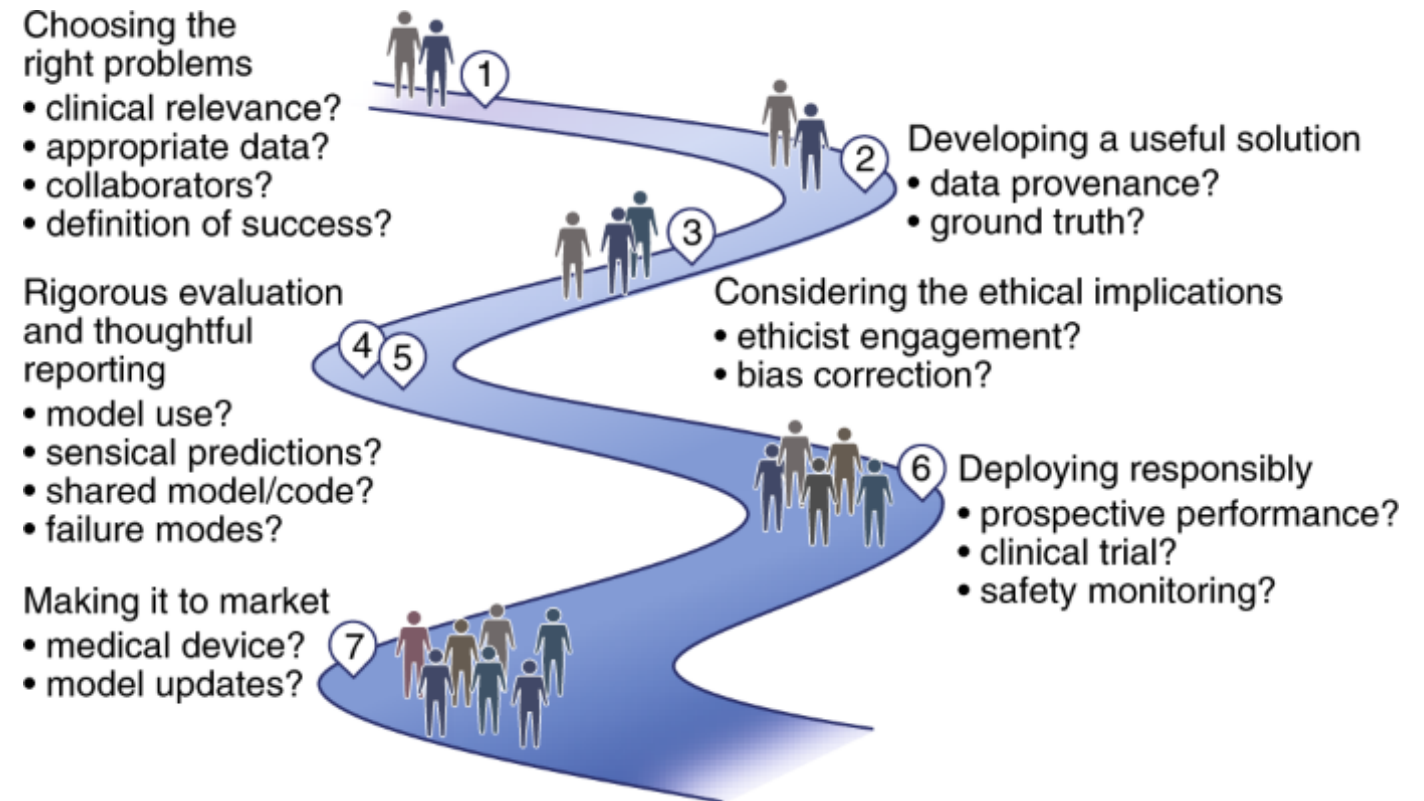 Choosing the
right problems
• clinical relevance?
• appropriate data?
• collaborators?
• definition of success?
1
2
Developing a useful solution
• data provenance?
• ground truth?
3
Considering the ethical implications
• ethicist engagement?
• bias correction?
Rigorous evaluation
and thoughtful
reporting
• model use?
• sensical predictions?
• shared model/code?
• failure modes?
4
5
6
Deploying responsibly
• prospective performance?
• clinical trial?
• safety monitoring?
Making it to market
• medical device?
• model updates?
7